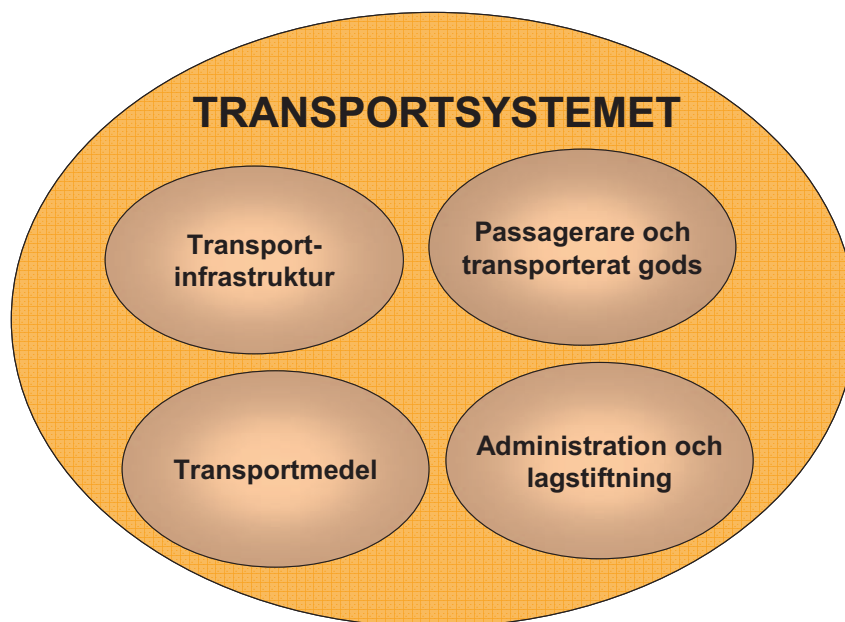 TRANSPORTSYSTEMET
Transport-
infrastruktur
Passagerare och
transporterat gods
Transportmedel
Administration och
lagstiftning